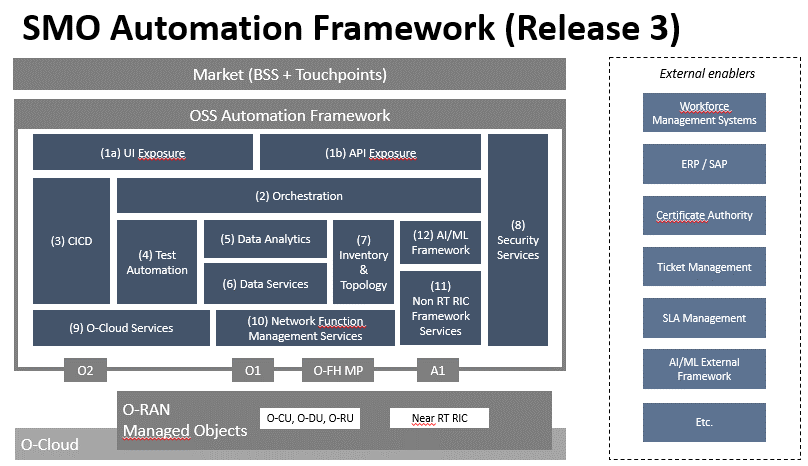 SMO Automation Framework (Release 3)
Market (BSS + Touchpoints)
OSS Automation Framework
(1a) UI Exposure
(1b) API Exposure
(2) Orchestration
(3) CICD
(4) Test
Automation
(5) Data Analytics
(6) Data Services
(7)
Inventory
&
Topology
(12) AI/ML
Framework
(11)
Non RT RIC
Framework
Services
(8)
Security
Services
(9) O-Cloud Services
(10) Network Function
Management Services
O2
O1
O-FH MP
A1
O-RAN
Managed Objects
O-CU, O-DU, O-RU
Near RT RIC
O-Cloud
External enablers
Workforce
Management Systems
ERP / SAP
Certificate Authority
Ticket Management
SLA Management
AI/ML External
Framework
Etc.